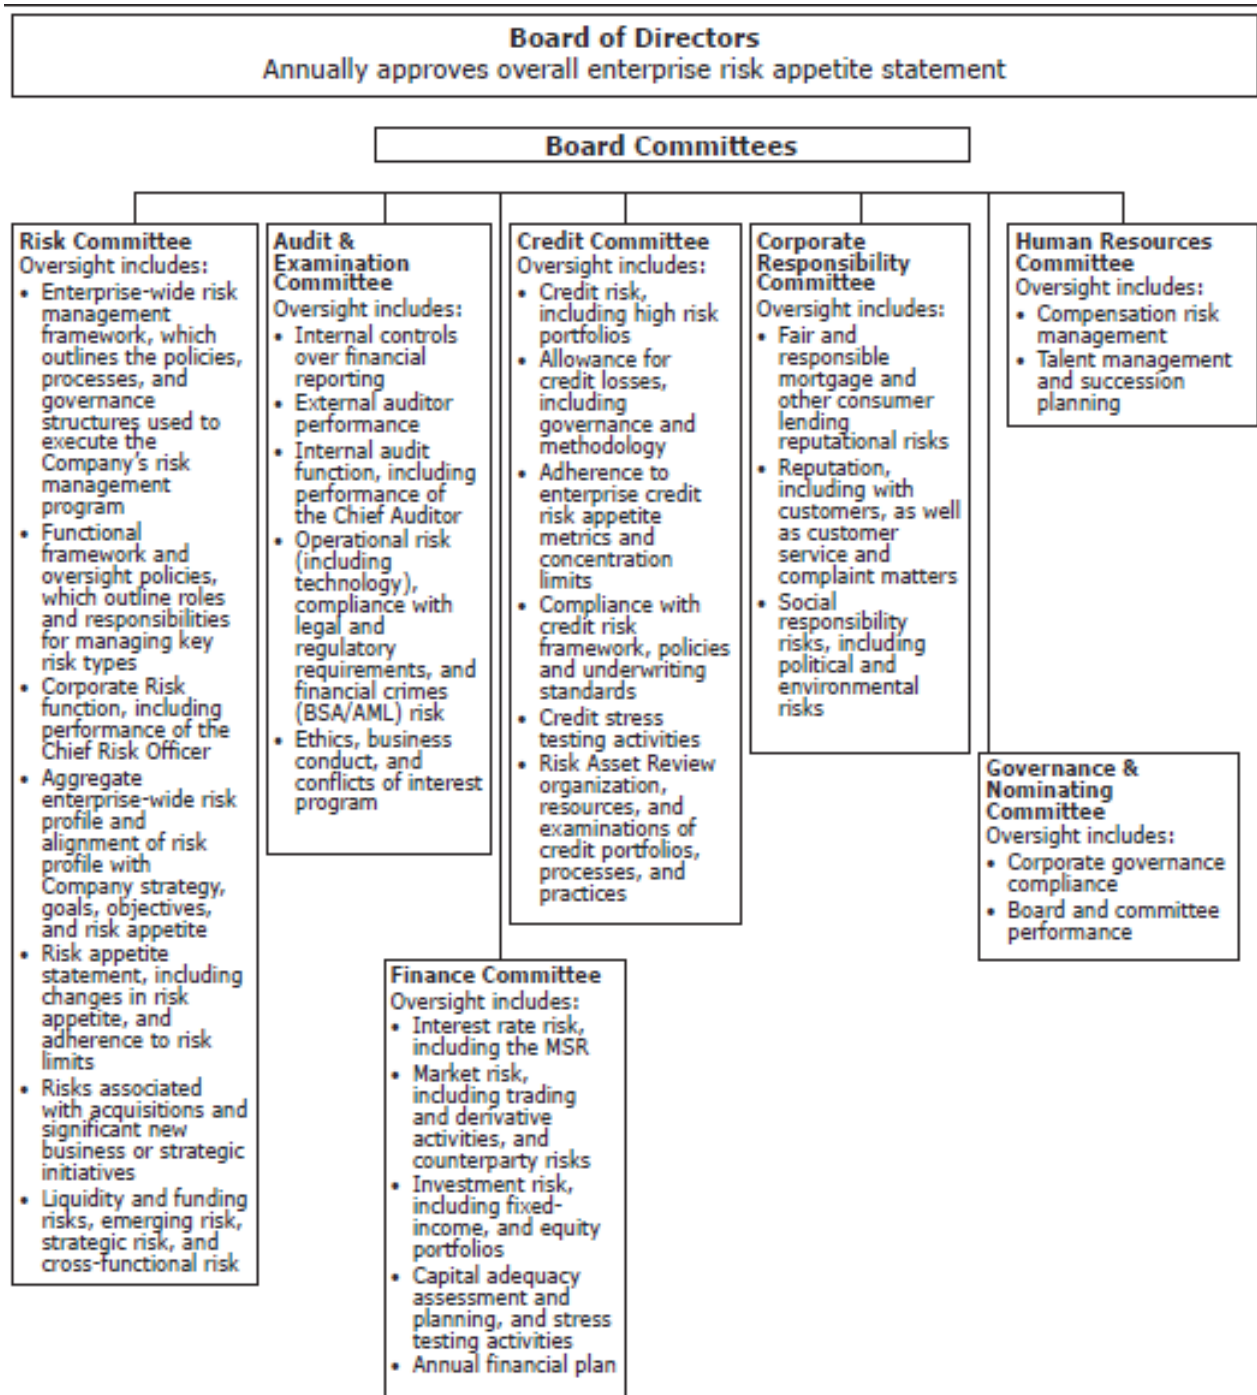 Board of Directors
Annually approves overall enterprise risk appetite statement
Board Committees
Risk Committee
Oversight includes:
• Enterprise-wide risk
management
framework, which
outlines the policies,
processes, and
governance
structures used to
execute the
Company's risk
management
program
• Functional
framework and
oversight policies,
which outline roles
and responsibilities
for managing key
risk types
• Corporate Risk
function, including
performance of the
Chief Risk Officer
• Aggregate
enterprise-wide risk
profile and
alignment of risk
profile with
Company strategy,
goals, objectives,
and risk appetite
• Risk appetite
statement, including
changes in risk
appetite, and
adherence to risk
limits
• Risks associated
with acquisitions and
significant new
business or strategic
initiatives
• Liquidity and funding
risks, emerging risk,
strategic risk, and
cross-functional risk
Audit &
Examination
Committee
Oversight includes:
• Internal controls
over financial
reporting
• External auditor
performance
• Internal audit
function, including
performance of
the Chief Auditor
• Operational risk
(including
technology),
compliance with
legal and
regulatory
requirements, and
financial crimes
(BSA/AML) risk
• Ethics, business
conduct, and
conflicts of interest
program
Finance Committee
Oversight includes:
• Interest rate risk,
including the MSR
• Market risk,
including trading
and derivative
activities, and
counterparty risks
• Investment risk,
including fixed-
income, and equity
portfolios
• Capital adequacy
assessment and
planning, and stress
testing activities
• Annual financial plan
Credit Committee
Oversight includes:
• Credit risk,
including high risk
portfolios
• Allowance for
credit losses,
including
governance and
methodology
• Adherence to
enterprise credit
risk appetite
metrics and
concentration
limits
• Compliance with
credit risk
framework, policies
and underwriting
standards
• Credit stress
testing activities
• Risk Asset Review
organization,
resources, and
examinations of
credit portfolios,
processes, and
practices
Corporate
Responsibility
Committee
Oversight includes:
• Fair and
responsible
mortgage and
other consumer
lending
reputational risks
• Reputation,
including with
customers, as well
as customer
service and
complaint matters
• Social
responsibility
risks, including
political and
environmental
risks
Governance &
Nominating
Committee
Oversight includes:
• Corporate governance
compliance
• Board and committee
performance
Human Resources
Committee
Oversight includes:
• Compensation risk
management
• Talent management
and succession
planning